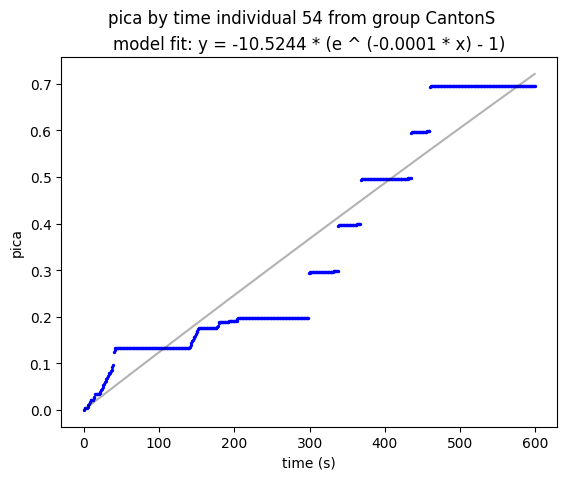 pica by time individual 54 from group CantonS
model fit: y = -10.5244 * (e ^ (-0.0001 * x) - 1)
0.7
0.6
0.5
0.4
0.3
0.2
0.1
0.0
pica
0 100 200 300 400 500 600
time (s)